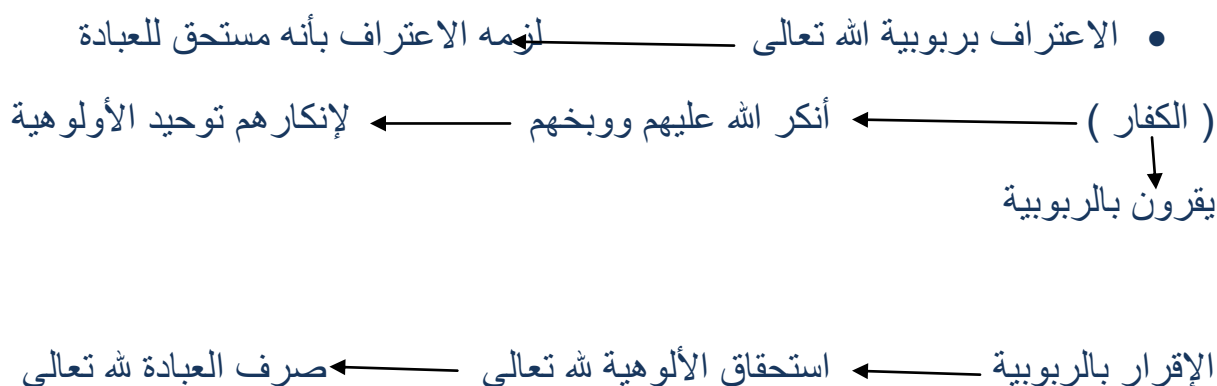 • الاعتراف بربوبية الله تعالى لزمه الاعتراف بأنه مستحق للعبادة
( الكفار ) أنكر الله عليهم ووبخهم لإنكارهم توحيد الأولوهية
يقرون بالربوبية
الإقرار بالربوبية استحقاق الألوهية لله تعالى صرف العبادة لله تعالى